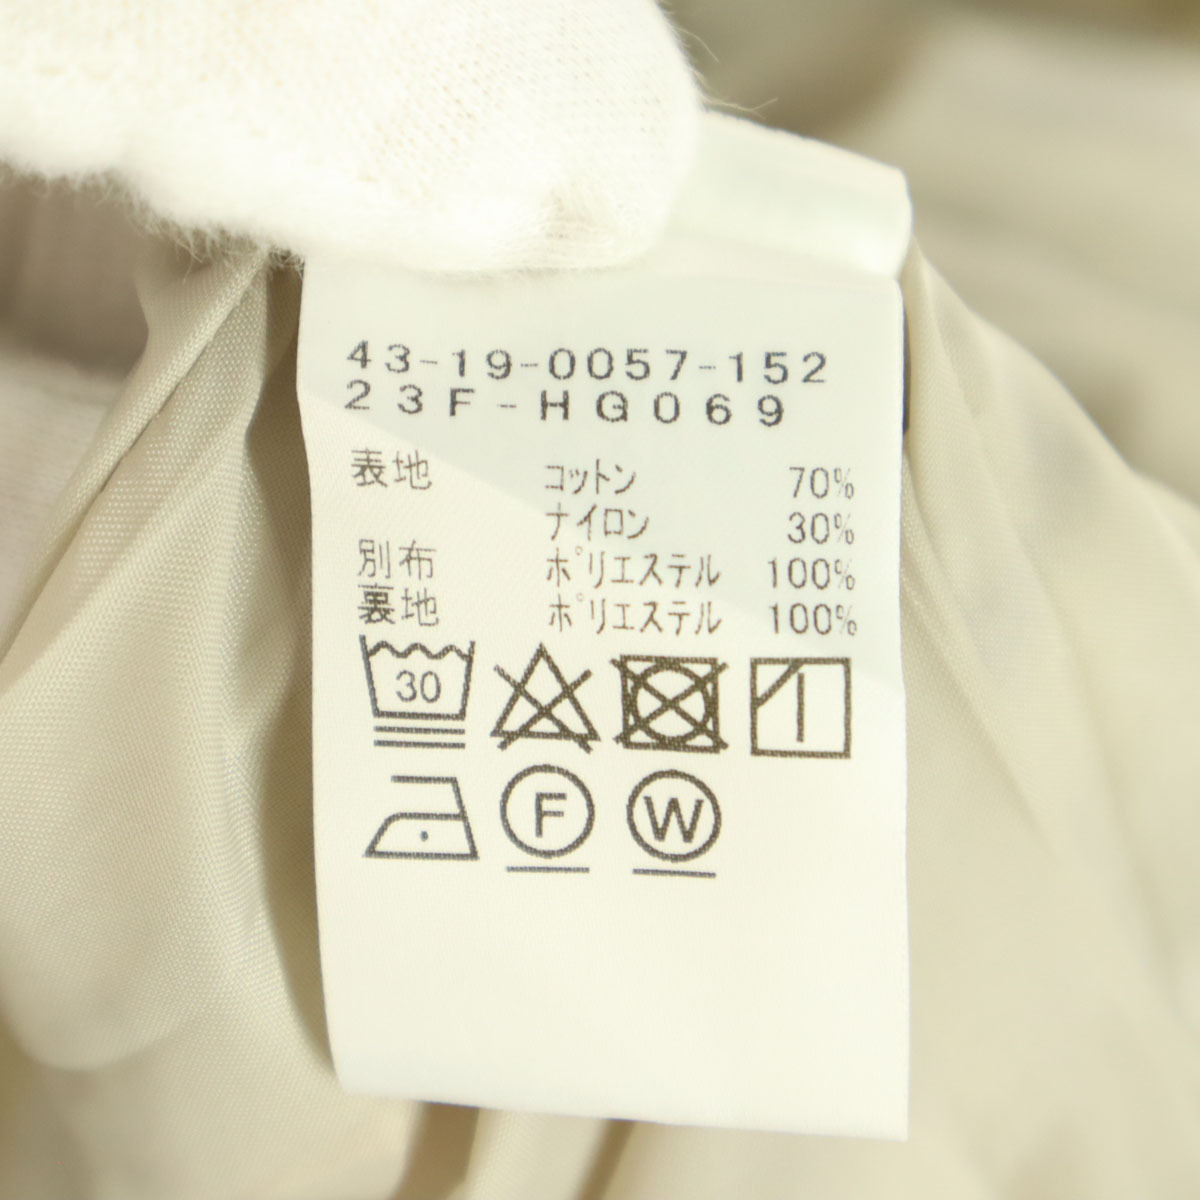 43-19-0057-152
23F-HG069
表地 コットン 70%
ナイロン 30%
別布 ポリエステル 100%
裏地 ポリエステル 100%
30
F W